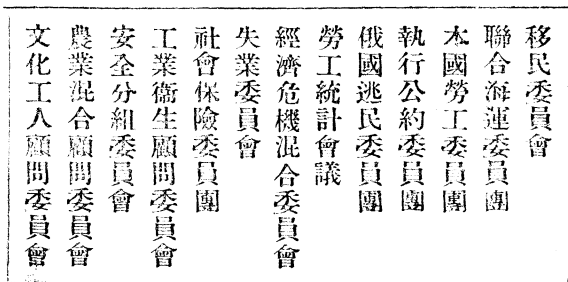 移民委員會
聯合海運委員團
本國勞工委員團
執行公約委員團
俄國逃民委員團
勞工統計會議
經濟危機混合委員會
失業委員會
社會保險委員團
工業衞生顧問委員會
安全分組委員會
農業混合顧問委員會
文化工人顧問委員會